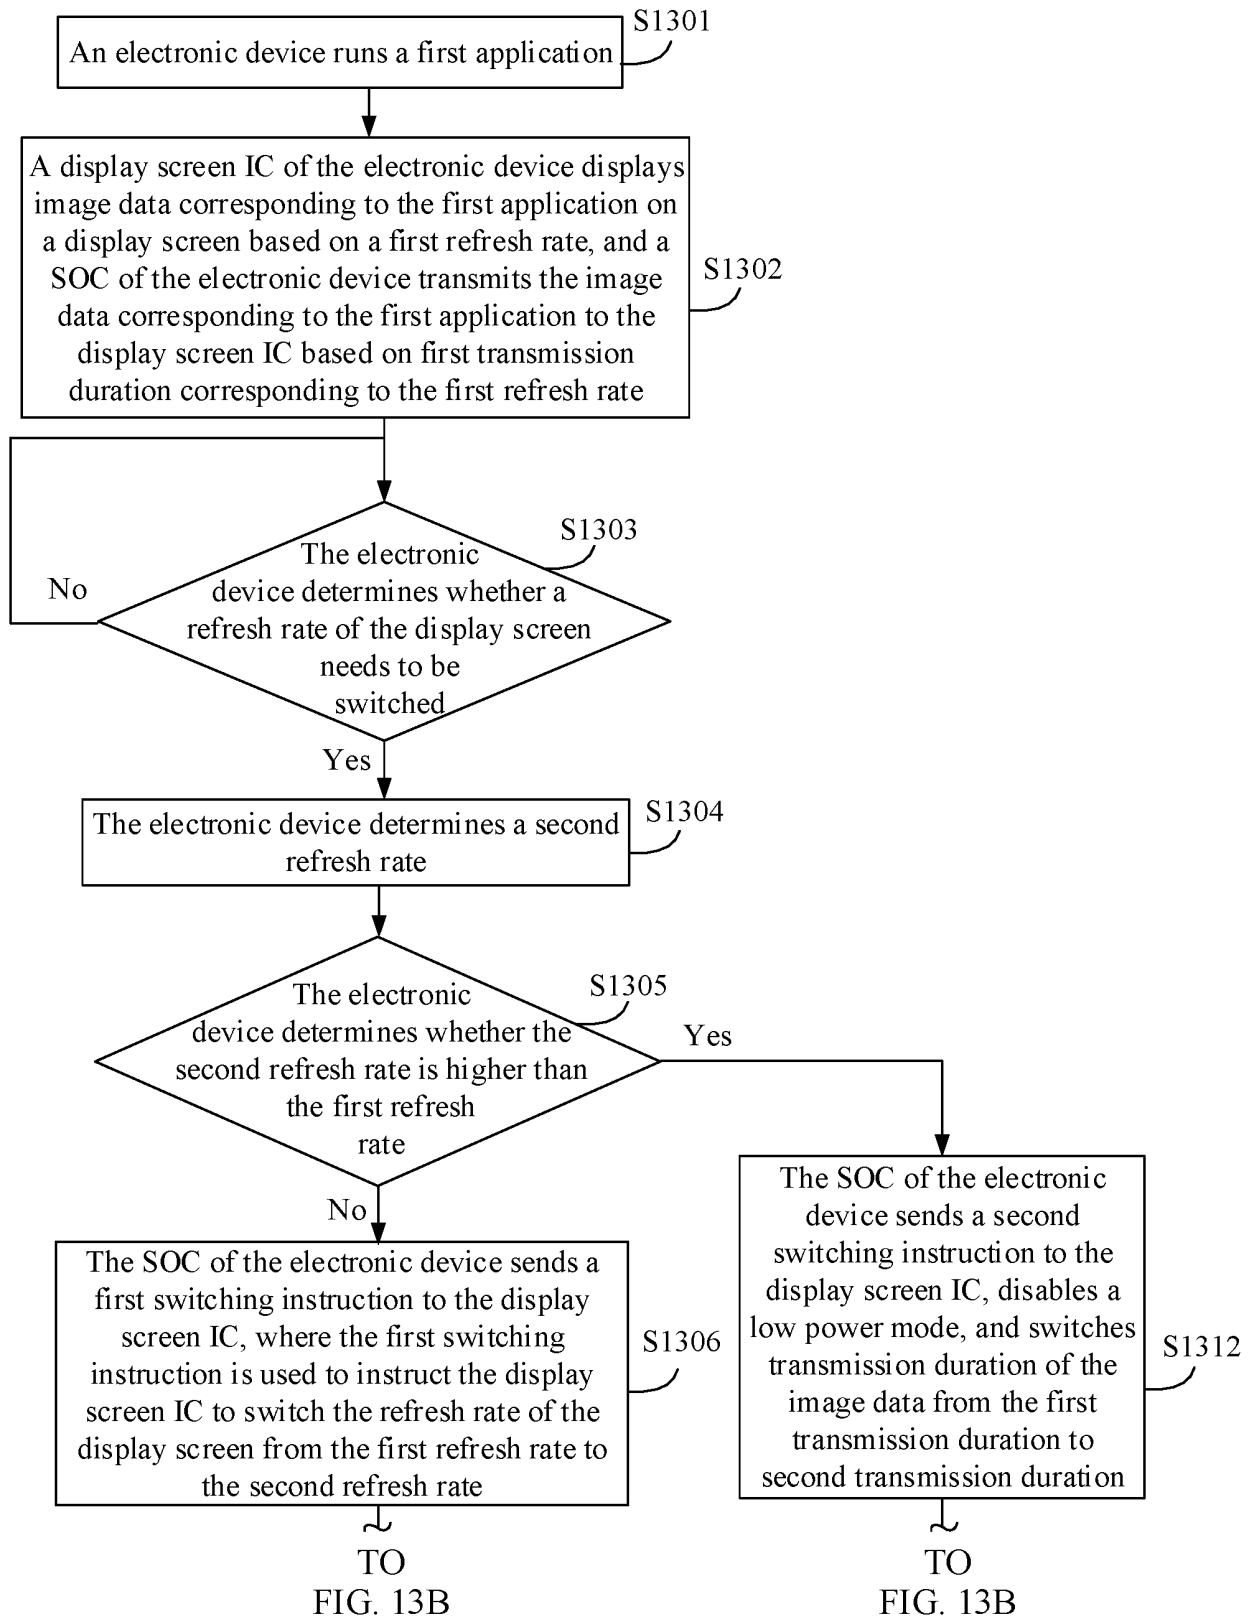 S1301
An electronic device runs a first application
A display screen IC of the electronic device displays
image data corresponding to the first application on
a display screen based on a first refresh rate, and a
SOC of the electronic device transmits the image
data corresponding to the first application to the
display screen IC based on first transmission
duration corresponding to the first refresh rate
S1302
S1303
The electronic
device determines whether a
refresh rate of the display screen
needs to be
switched
No
Yes
The electronic device determines a second
refresh rate
S1304
S1305
The electronic
device determines whether the
second refresh rate is higher than
the first refresh
rate
Yes
No
The SOC of the electronic device sends a
first switching instruction to the display
screen IC, where the first switching
instruction is used to instruct the display
screen IC to switch the refresh rate of the
display screen from the first refresh rate to
the second refresh rate
S1306
The SOC of the electronic
device sends a second
switching instruction to the
display screen IC, disables a
low power mode, and switches
transmission duration of the
image data from the first
transmission duration to
second transmission duration
S1312
TO
FIG. 13B
TO
FIG. 13B